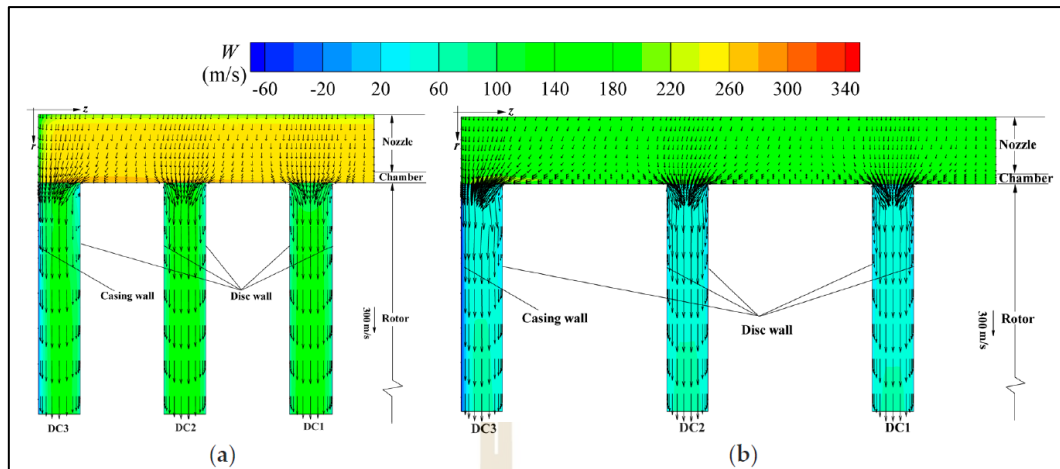 W
(m/s)
-60 -20 20 60 100 140 180 220 260 300 340
z
r
Nozzle
Chamber
Casing wall
Disc wall
Rotor
300 m/s
DC3 DC2 DC1
(a)
z
r
Nozzle
Chamber
Casing wall
Disc wall
Rotor
300 m/s
DC3 DC2 DC1
(b)